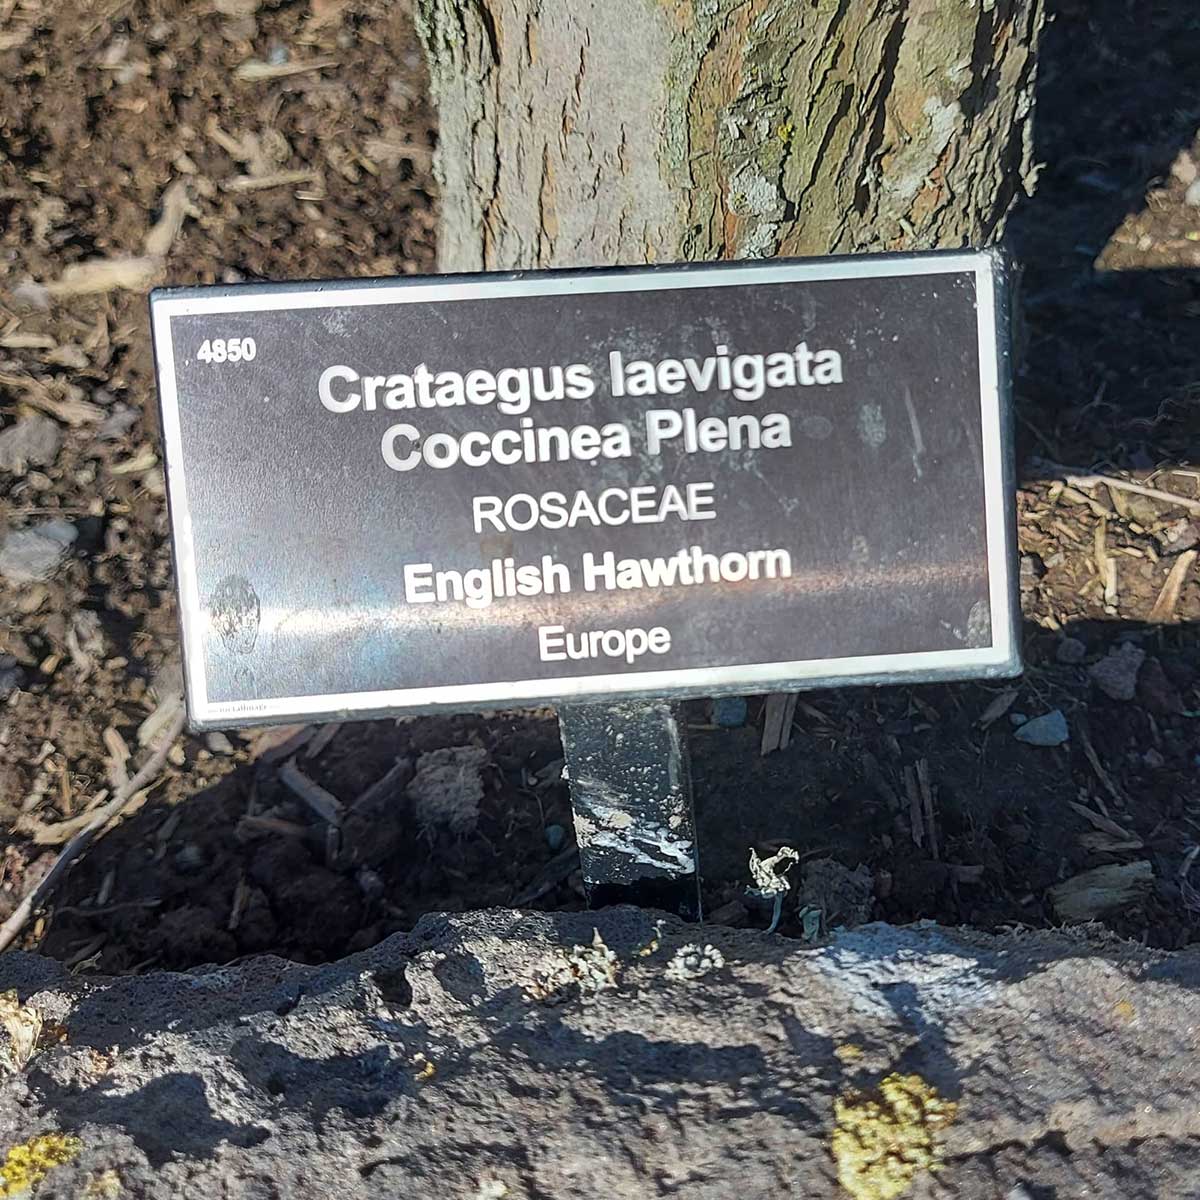 4850
Crataegus laevigata
Coccinea Plena
ROSACEAE
English Hawthorn
Europe